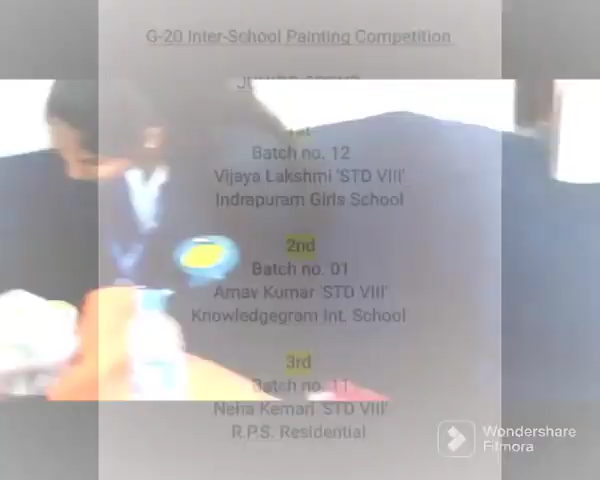 G-20 Inter-School Painting Competition
1st
Batch no. 12
Vijaya Lakshmi 'STD VIII'
Indrapuram Girls School
2nd
Batch no. 01
Arnav Kumar 'STD VIII'
Knowledgegram Int. School
3rd
Batch no. 11
Neha Kemari 'STD VIII'
R.P.S. Residential
Wondershare
Filmora